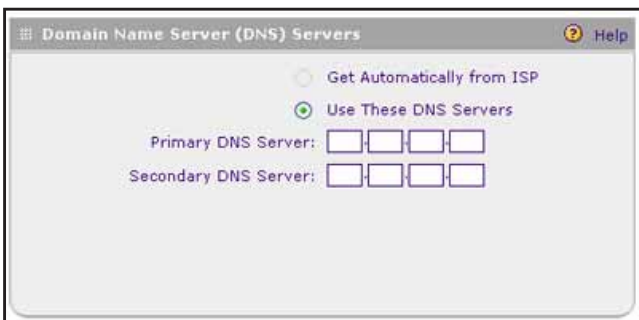 Domain Name Server (DNS) Servers ? Help
Get Automatically from ISP
Use These DNS Servers
Primary DNS Server: . . .
Secondary DNS Server: . . .